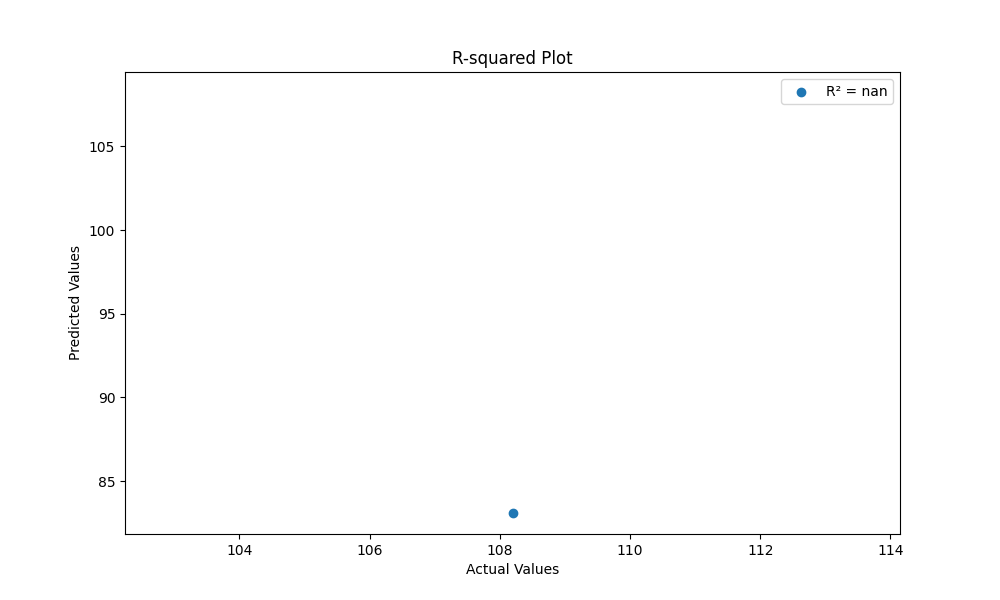 R-squared Plot
R² = nan
105
100
95
90
85
Predicted Values
104 106 108 110 112 114
Actual Values